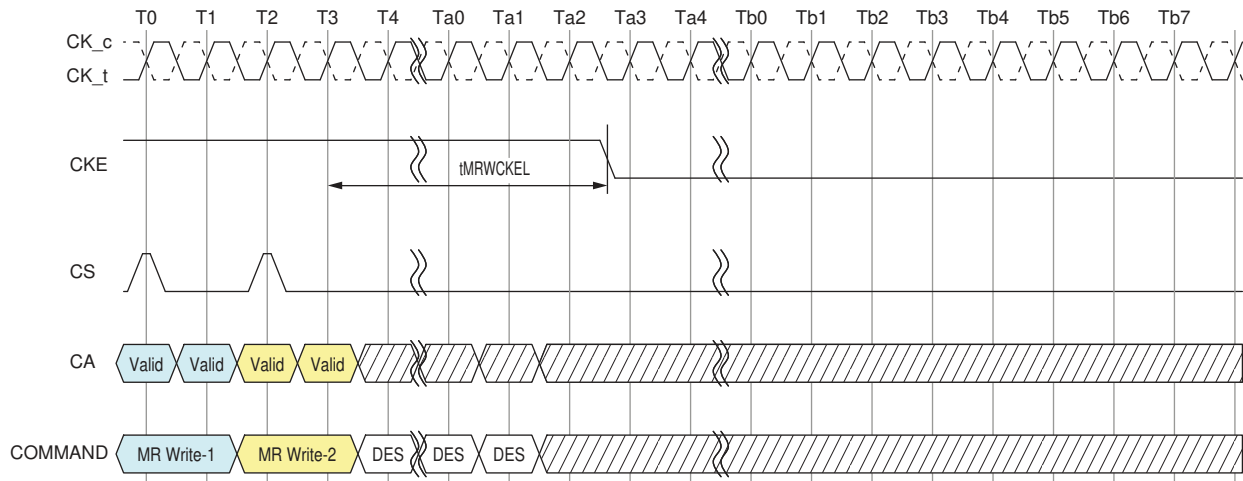 T0 T1 T2 T3 T4 Ta0 Ta1 Ta2 Ta3 Ta4 Tb0 Tb1 Tb2 Tb3 Tb4 Tb5 Tb6 Tb7
CK_c
CK_t
CKE
tMRWCKEL
CS
CA Valid Valid Valid Valid
COMMAND MR Write-1 MR Write-2 DES DES DES